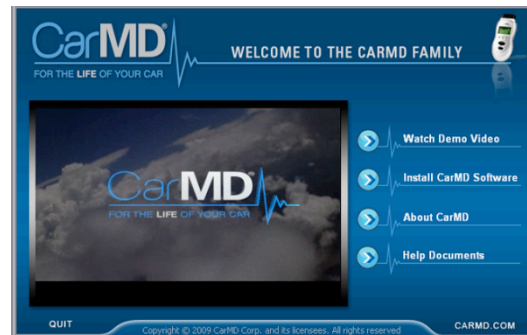 CarMD®
FOR THE LIFE OF YOUR CAR
WELCOME TO THE CARMD FAMILY
CarMD
FOR THE LIFE OF YOUR CAR
Watch Demo Video
Install CarMD Software
About CarMD
Help Documents
QUIT
Copyright © 2009 CarMD Corp. and its licensees. All rights reserved
CARMD.COM